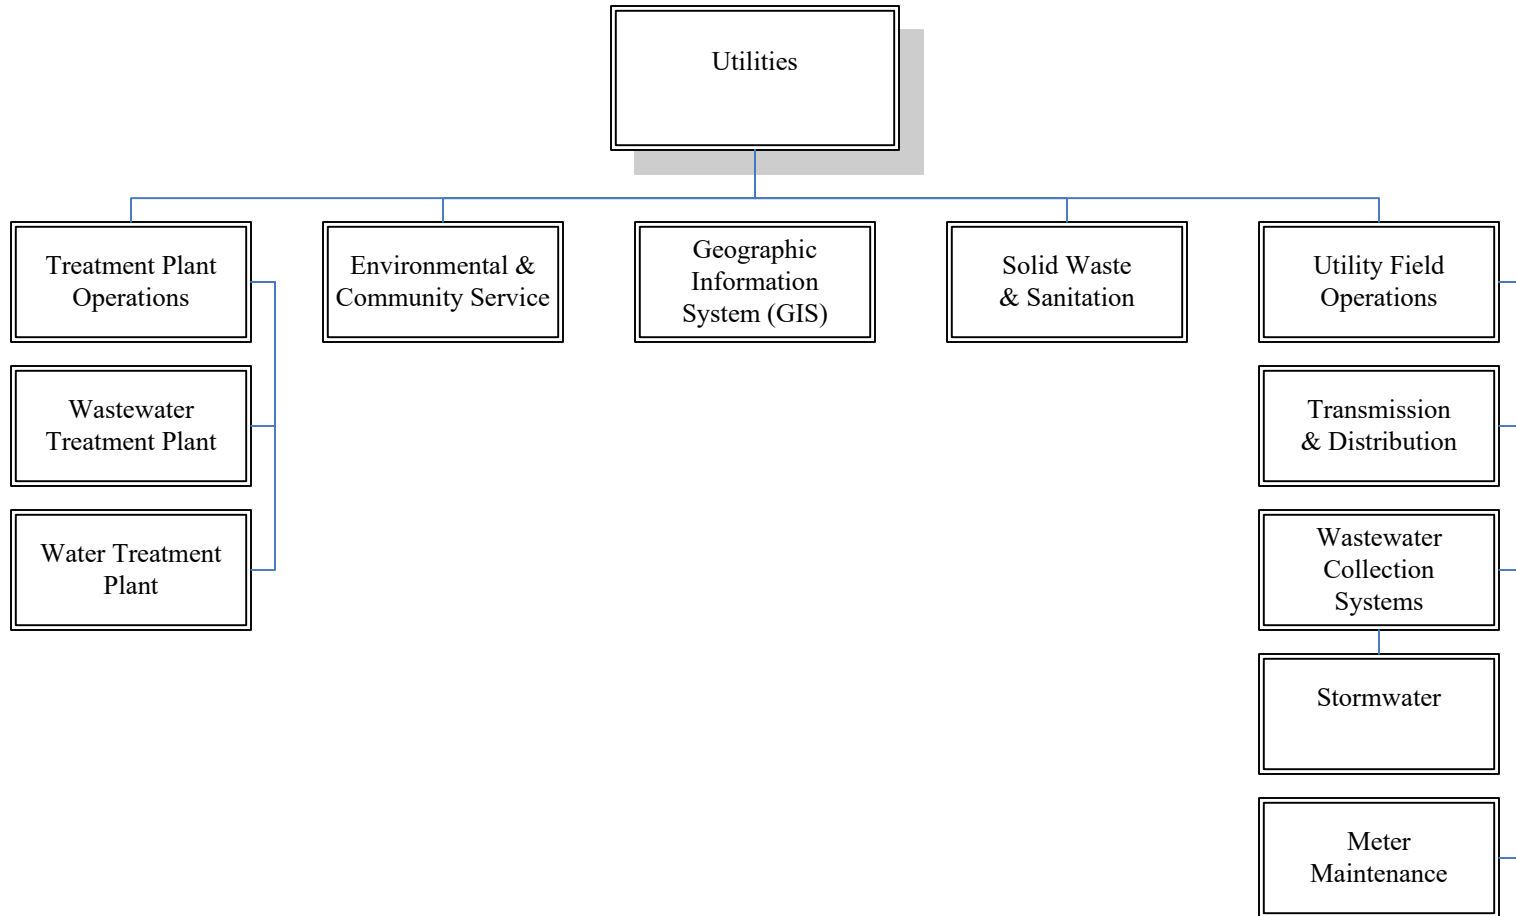 Utilities
Treatment Plant
Operations
Environmental &
Community Service
Geographic
Information
System (GIS)
Solid Waste
& Sanitation
Utility Field
Operations
Wastewater
Treatment Plant
Transmission
& Distribution
Water Treatment
Plant
Wastewater
Collection
Systems
Stormwater
Meter
Maintenance